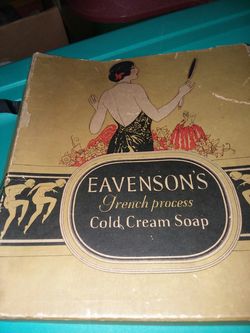 EAVENSON'S
French process
Cold Cream Soap